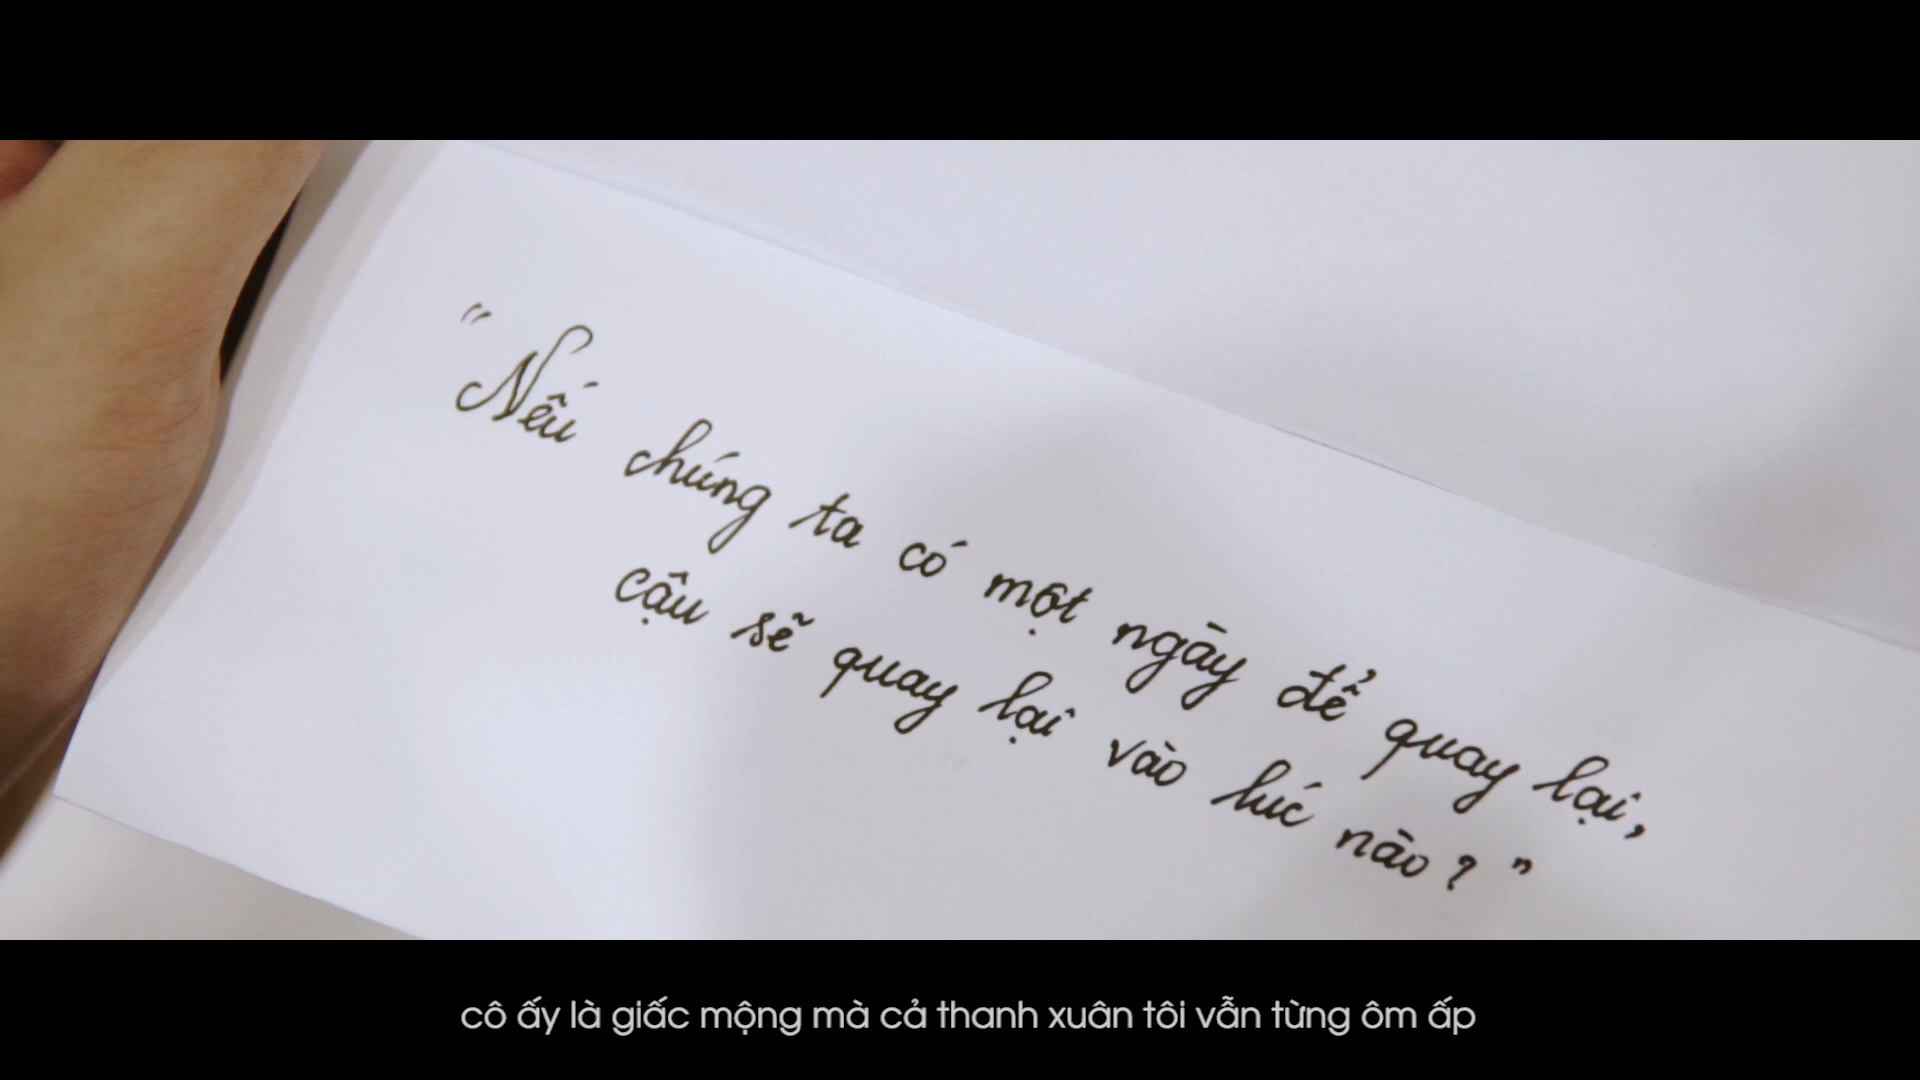 "Nếu chúng ta có một ngày để quay lại,
cậu sẽ quay lại vào lúc nào?"
cô ấy là giấc mộng mà cả thanh xuân tôi vẫn từng ôm ấp